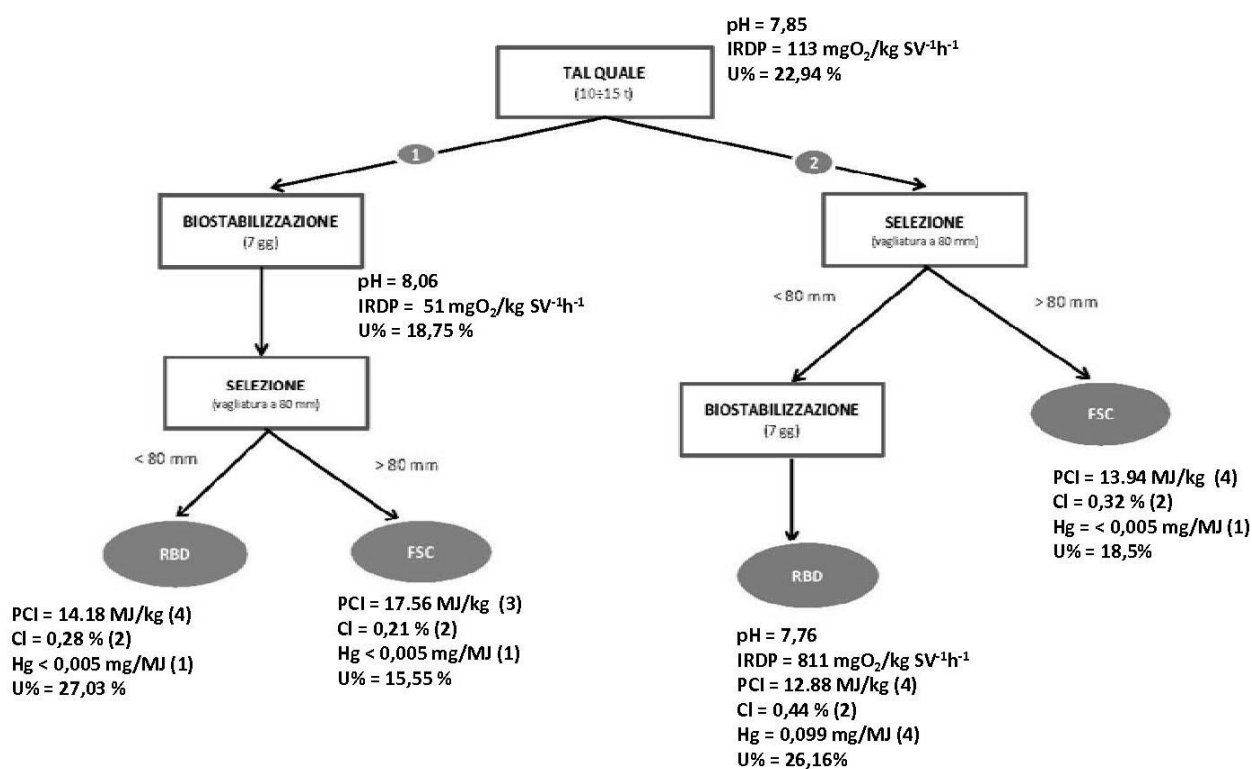 pH = 7,85
IRDP = 113 mgO₂/kg SV⁻¹h⁻¹
U% = 22,94 %
TAL QUALE
(10÷15 t)
1
2
BIOSTABILIZZAZIONE
(7 gg)
SELEZIONE
(vagliatura a 80 mm)
pH = 8,06
IRDP = 51 mgO₂/kg SV⁻¹h⁻¹
U% = 18,75 %
< 80 mm
> 80 mm
SELEZIONE
(vagliatura a 80 mm)
BIOSTABILIZZAZIONE
(7 gg)
FSC
< 80 mm
> 80 mm
PCI = 13.94 MJ/kg (4)
Cl = 0,32 % (2)
Hg = < 0,005 mg/MJ (1)
U% = 18,5%
RBD
FSC
RBD
PCI = 14.18 MJ/kg (4)
Cl = 0,28 % (2)
Hg < 0,005 mg/MJ (1)
U% = 27,03 %
PCI = 17.56 MJ/kg (3)
Cl = 0,21 % (2)
Hg < 0,005 mg/MJ (1)
U% = 15,55 %
pH = 7,76
IRDP = 811 mgO₂/kg SV⁻¹h⁻¹
PCI = 12.88 MJ/kg (4)
Cl = 0,44 % (2)
Hg = 0,099 mg/MJ (4)
U% = 26,16%